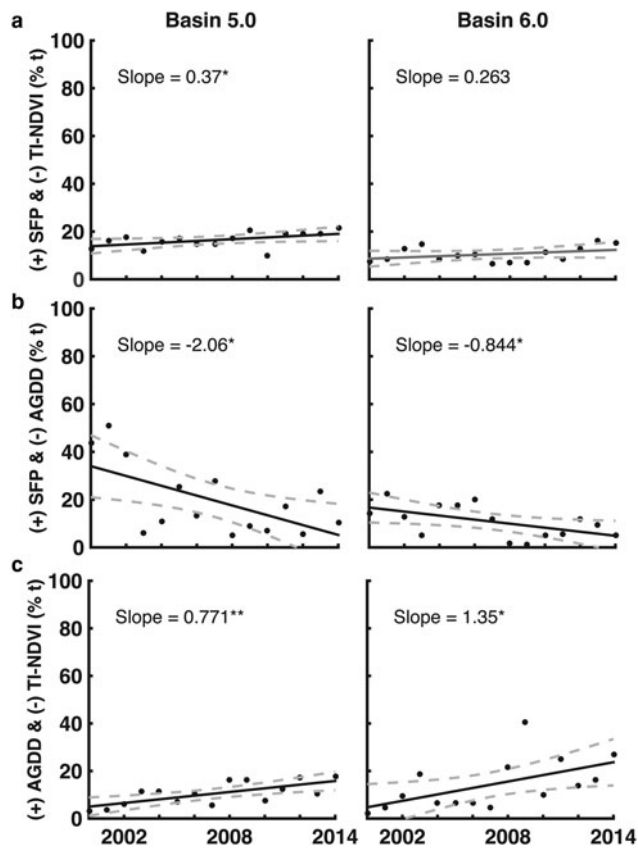 a
Basin 5.0
Basin 6.0
100
80
60
40
20
0
(+) SFP & (-) TI-NDVI (% t)
Slope = 0.37*
Slope = 0.263
b
100
80
60
40
20
0
(+) SFP & (-) AGDD (% t)
Slope = -2.06*
Slope = -0.844*
c
100
80
60
40
20
0
(+) AGDD & (-) TI-NDVI (% t)
Slope = 0.771**
Slope = 1.35*
2002 2008 2014
2002 2008 2014